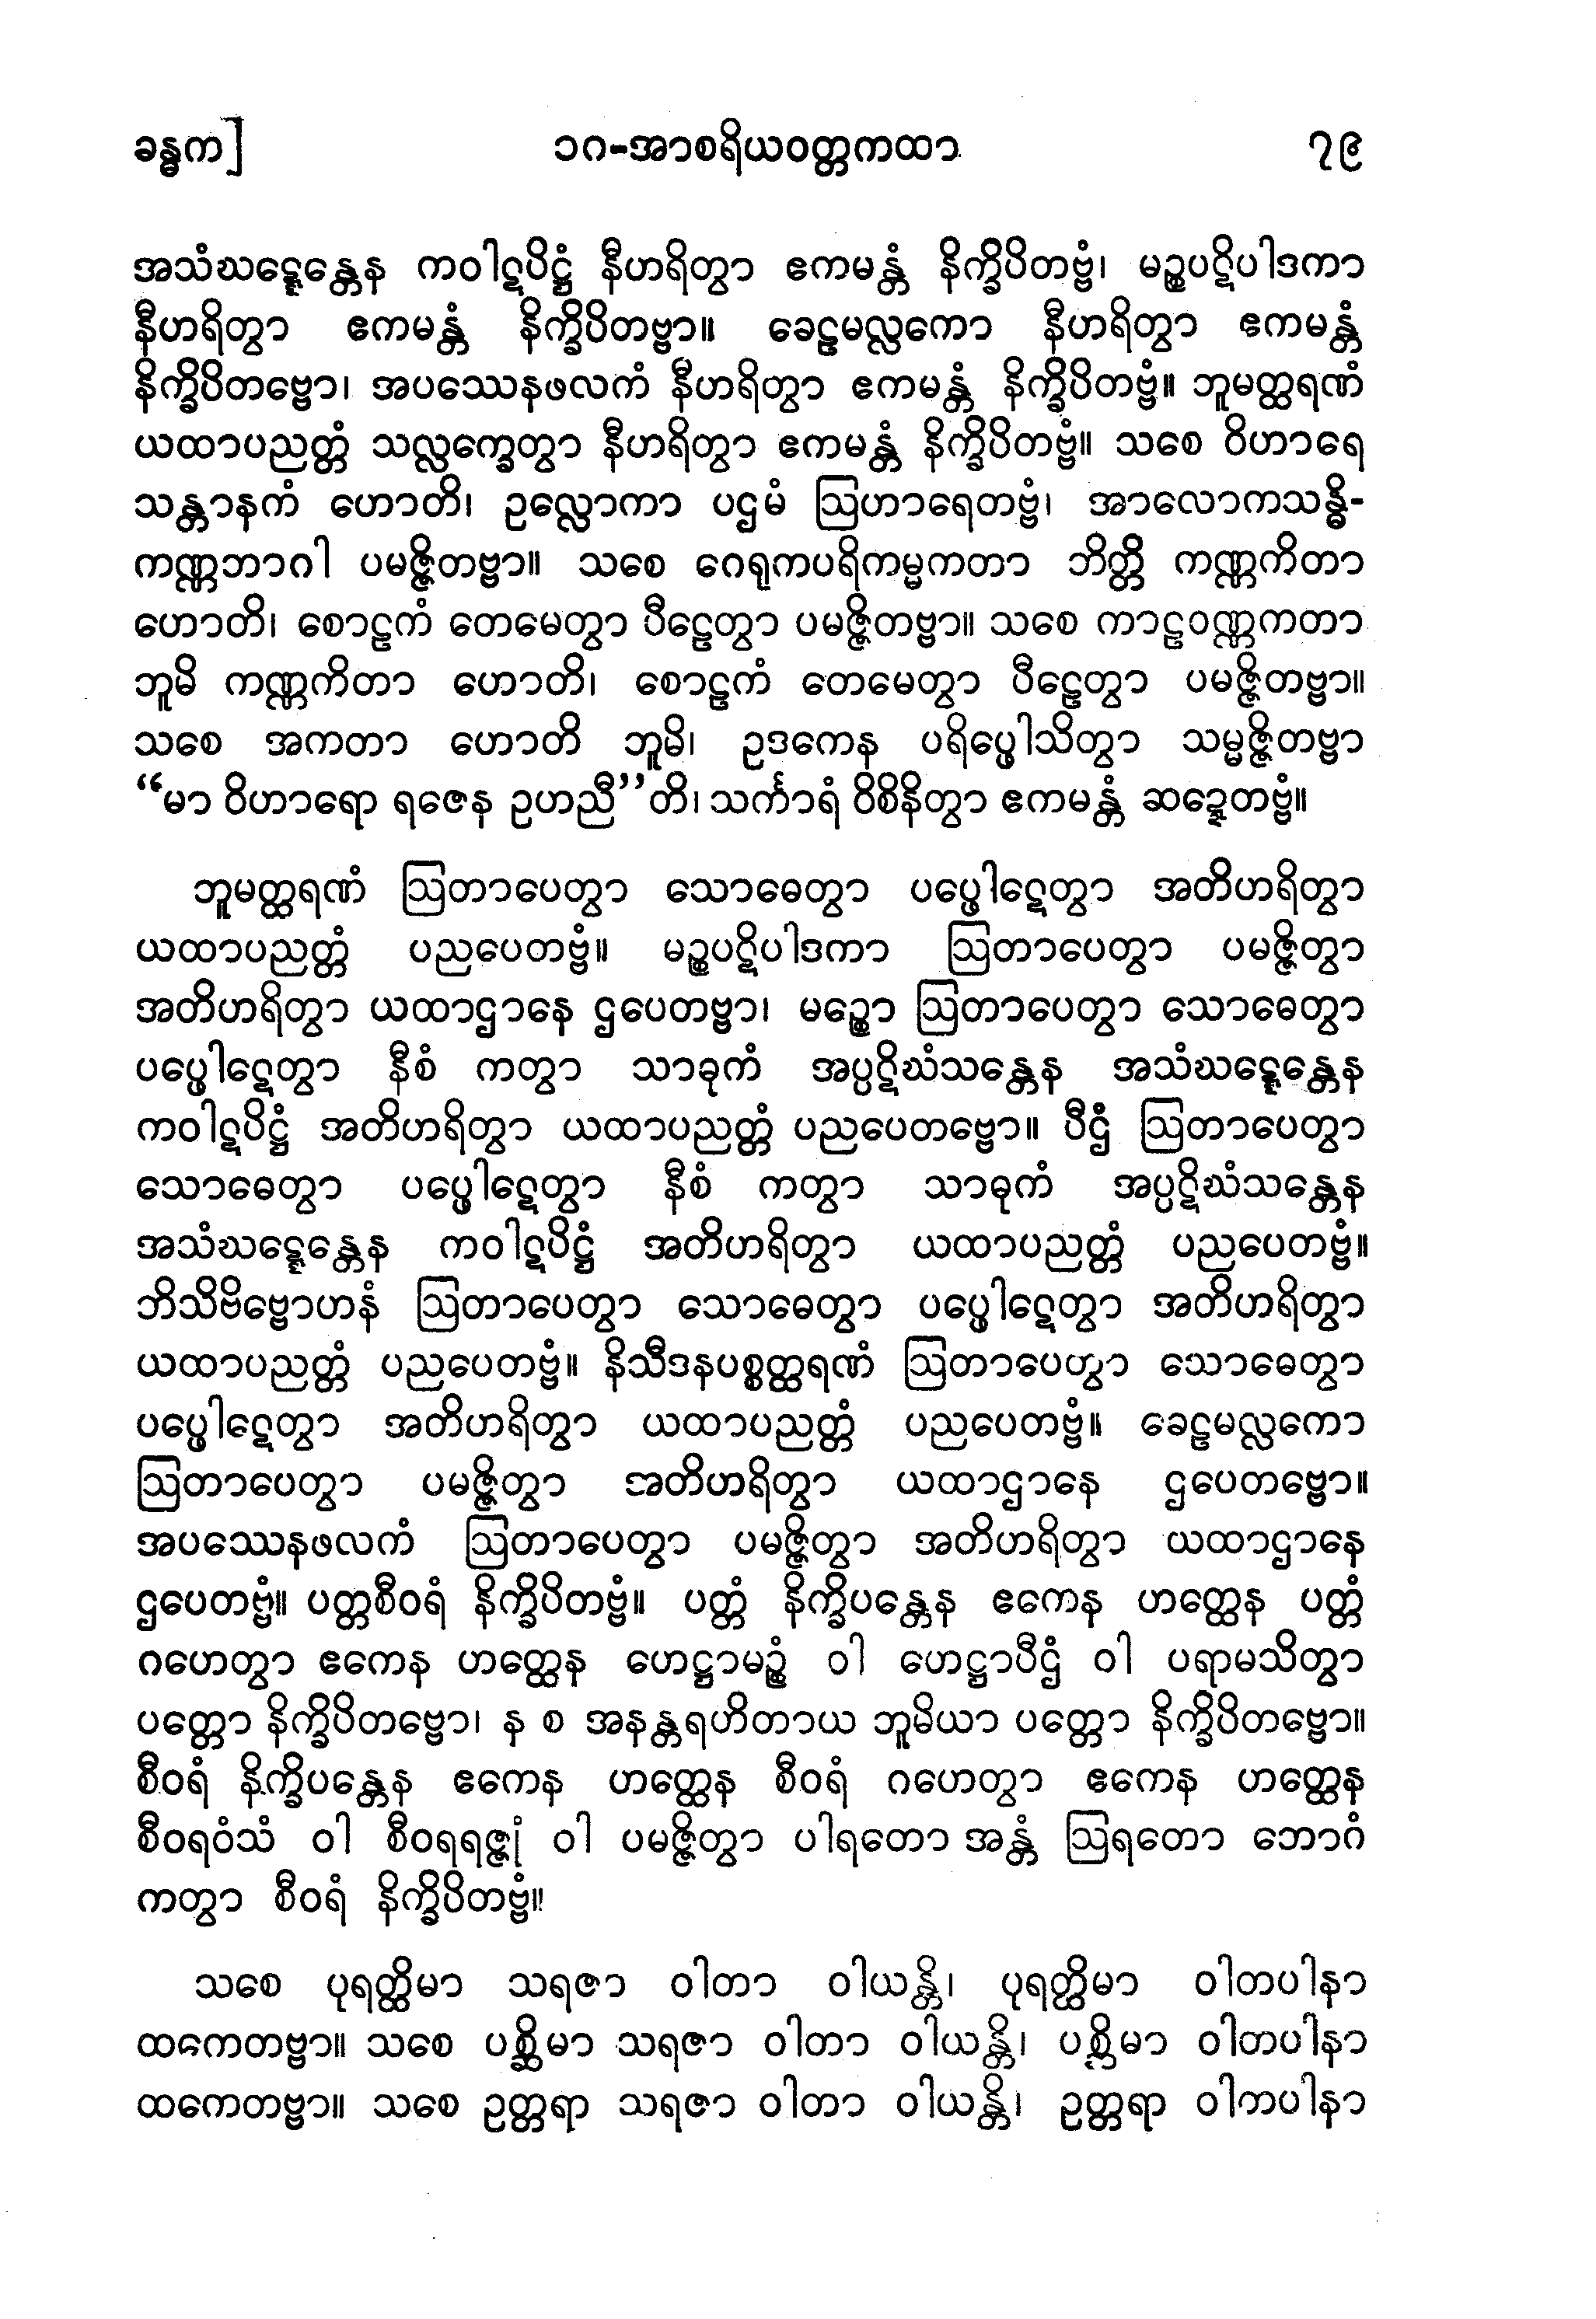 ခန္ဓက]	၁၈-အာစရိယဝတ္တကထာ	၇၉
အသံဃဋ္ဋေန္တေန ကဝါဋပိဋ္ဌံ နီဟရိတွာ ဧကမန္တံ နိက္ခိပိတဗ္ဗံ၊ မဉ္စပဋိပါဒကာ
နီဟရိတွာ ဧကမန္တံ နိက္ခိပိတဗ္ဗာ။ ခေဠမလ္လကော နီဟရိတွာ ဧကမန္တံ
နိက္ခိပိတဗ္ဗော၊ အပဿေနဖလကံ နီဟရိတွာ ဧကမန္တံ နိက္ခိပိတဗ္ဗံ။ ဘူမတ္ထရဏံ
ယထာပညတ္တံ သလ္လက္ခေတွာ နီဟရိတွာ ဧကမန္တံ နိက္ခိပိတဗ္ဗံ။ သစေ ဝိဟာရေ
သန္တာနကံ ဟောတိ၊ ဥလ္လောကာ ပဌမံ ဩဟာရေတဗ္ဗံ၊ အာလောကသန္ဓိ-
ကဏ္ဏဘာဂါ ပမဇ္ဇိတဗ္ဗာ။ သစေ ဂေရုကပရိကမ္မကတာ ဘိတ္တိ ကဏ္ဏကိတာ
ဟောတိ၊ စောဠကံ တေမေတွာ ပီဠေတွာ ပမဇ္ဇိတဗ္ဗာ။ သစေ ကာဠဝဏ္ဏကတာ
ဘူမိ ကဏ္ဏကိတာ ဟောတိ၊ စောဠကံ တေမေတွာ ပီဠေတွာ ပမဇ္ဇိတဗ္ဗာ။
သစေ အကတာ ဟောတိ ဘူမိ၊ ဥဒကေန ပရိပ္ဖေါသိတွာ သမ္မဇ္ဇိတဗ္ဗာ
“မာ ဝိဟာရော ရဇေန ဥဟညီ”တိ၊ သင်္ကာရံ ဝိစိနိတွာ ဧကမန္တံ ဆဍ္ဍေတဗ္ဗံ။
ဘူမတ္ထရဏံ ဩတာပေတွာ သောဓေတွာ ပပ္ဖေါဋေတွာ အတိဟရိတွာ
ယထာပညတ္တံ ပညပေတဗ္ဗံ။ မဉ္စပဋိပါဒကာ ဩတာပေတွာ ပမဇ္ဇိတွာ
အတိဟရိတွာ ယထာဌာနေ ဌပေတဗ္ဗာ၊ မဉ္စော ဩတာပေတွာ သောဓေတွာ
ပပ္ဖေါဋေတွာ နီစံ ကတွာ သာဓုကံ အပ္ပဋိဃံသန္တေန အသံဃဋ္ဋေန္တေန
ကဝါဋပိဋ္ဌံ အတိဟရိတွာ ယထာပညတ္တံ ပညပေတဗ္ဗော။ ပီဌံ ဩတာပေတွာ
သောဓေတွာ ပပ္ဖေါဋေတွာ နီစံ ကတွာ သာဓုကံ အပ္ပဋိဃံသန္တေန
အသံဃဋ္ဋေန္တေန ကဝါဋပိဋ္ဌံ အတိဟရိတွာ ယထာပညတ္တံ ပညပေတဗ္ဗံ။
ဘိသိဗိဗ္ဗောဟနံ ဩတာပေတွာ သောဓေတွာ ပပ္ဖေါဋေတွာ အတိဟရိတွာ
ယထာပညတ္တံ ပညပေတဗ္ဗံ။ နိသီဒနပစ္စတ္ထရဏံ ဩတာပေတွာ သောဓေတွာ
ပပ္ဖေါဋေတွာ အတိဟရိတွာ ယထာပညတ္တံ ပညပေတဗ္ဗံ။ ခေဠမလ္လကော
ဩတာပေတွာ ပမဇ္ဇိတွာ အတိဟရိတွာ ယထာဌာနေ ဌပေတဗ္ဗော။
အပဿေနဖလကံ ဩတာပေတွာ ပမဇ္ဇိတွာ အတိဟရိတွာ ယထာဌာနေ
ဌပေတဗ္ဗံ။ ပတ္တစီဝရံ နိက္ခိပိတဗ္ဗံ။ ပတ္တံ နိက္ခိပန္တေန ဧကေန ဟတ္ထေန ပတ္တံ
ဂဟေတွာ ဧကေန ဟတ္ထေန ဟေဋ္ဌာမဉ္စံ ဝါ ဟေဋ္ဌာပီဌံ ဝါ ပရာမသိတွာ
ပတ္တော နိက္ခိပိတဗ္ဗော၊ န စ အနန္တရဟိတာယ ဘူမိယာ ပတ္တော နိက္ခိပိတဗ္ဗော။
စီဝရံ နိက္ခိပန္တေန ဧကေန ဟတ္ထေန စီဝရံ ဂဟေတွာ ဧကေန ဟတ္ထေန
စီဝရဝံသံ ဝါ စီဝရရဇ္ဇုံ ဝါ ပမဇ္ဇိတွာ ပါရတော အန္တံ ဩရတော ဘောဂံ
ကတွာ စီဝရံ နိက္ခိပိတဗ္ဗံ။
သစေ ပုရတ္ထိမာ သရဇာ ဝါတာ ဝါယန္တိ၊ ပုရတ္ထိမာ ဝါတပါနာ
ထကေတဗ္ဗာ။ သစေ ပစ္ဆိမာ သရဇာ ဝါတာ ဝါယန္တိ၊ ပစ္ဆိမာ ဝါတပါနာ
ထကေတဗ္ဗာ။ သစေ ဥတ္တရာ သရဇာ ဝါတာ ဝါယန္တိ၊ ဥတ္တရာ ဝါတပါနာ